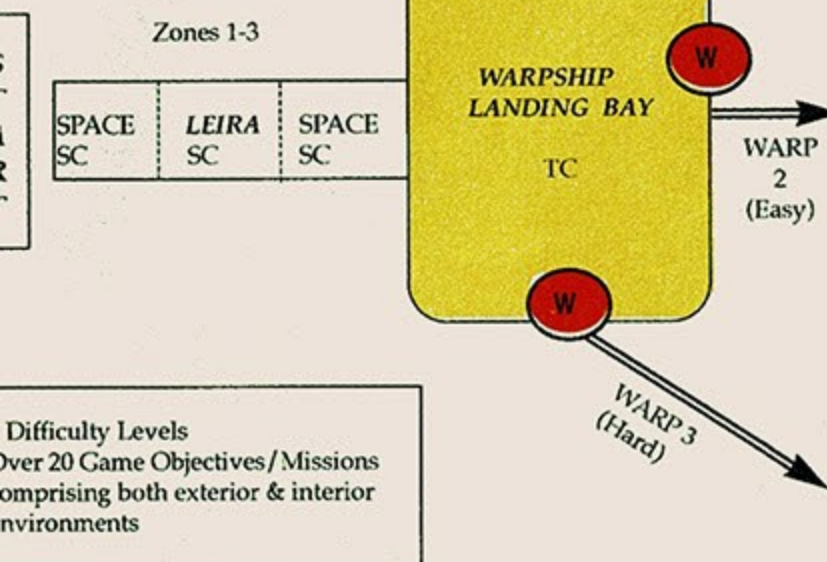 Zones 1-3
SPACE
SC
LEIRA
SC
SPACE
SC
WARPSHIP
LANDING BAY
TC
W
WARP
2
(Easy)
W
WARP 3
(Hard)
Difficulty Levels
Over 20 Game Objectives/Missions
omprising both exterior & interior
nvironments